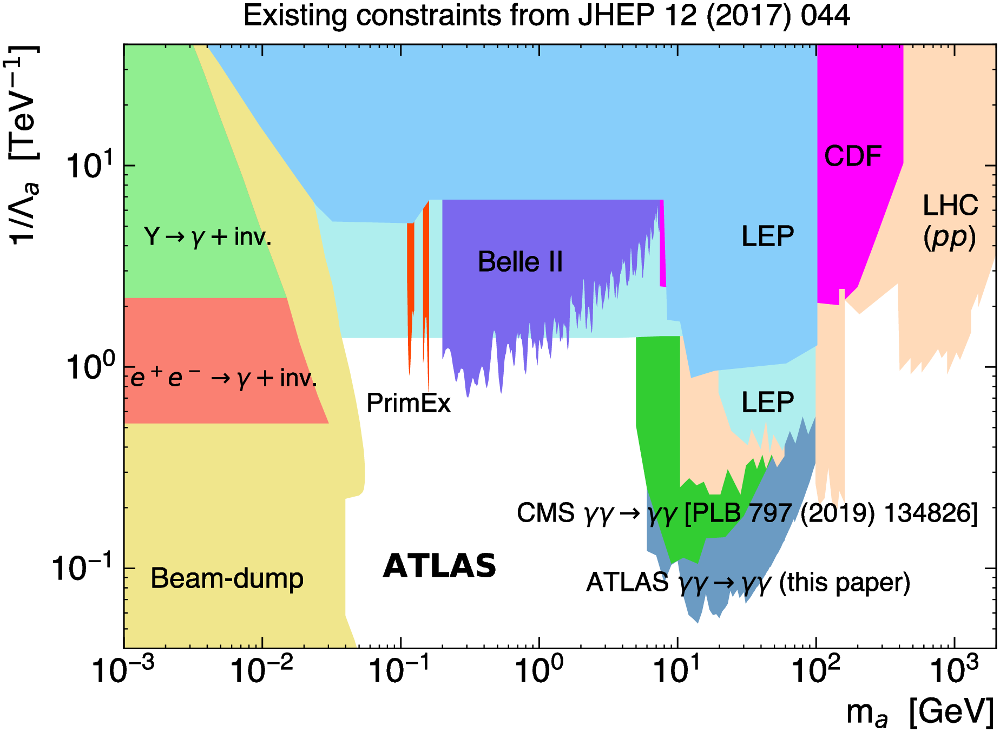 Existing constraints from JHEP 12 (2017) 044
1/Λₐ [TeV⁻¹]
10¹
10⁰
10⁻¹
CDF
LHC
(pp)
Υ → γ + inv.
LEP
Belle II
e⁺e⁻ → γ + inv.
PrimEx
LEP
CMS γγ → γγ [PLB 797 (2019) 134826]
ATLAS
Beam-dump
ATLAS γγ → γγ (this paper)
10⁻³ 10⁻² 10⁻¹ 10⁰ 10¹ 10² 10³
mₐ [GeV]